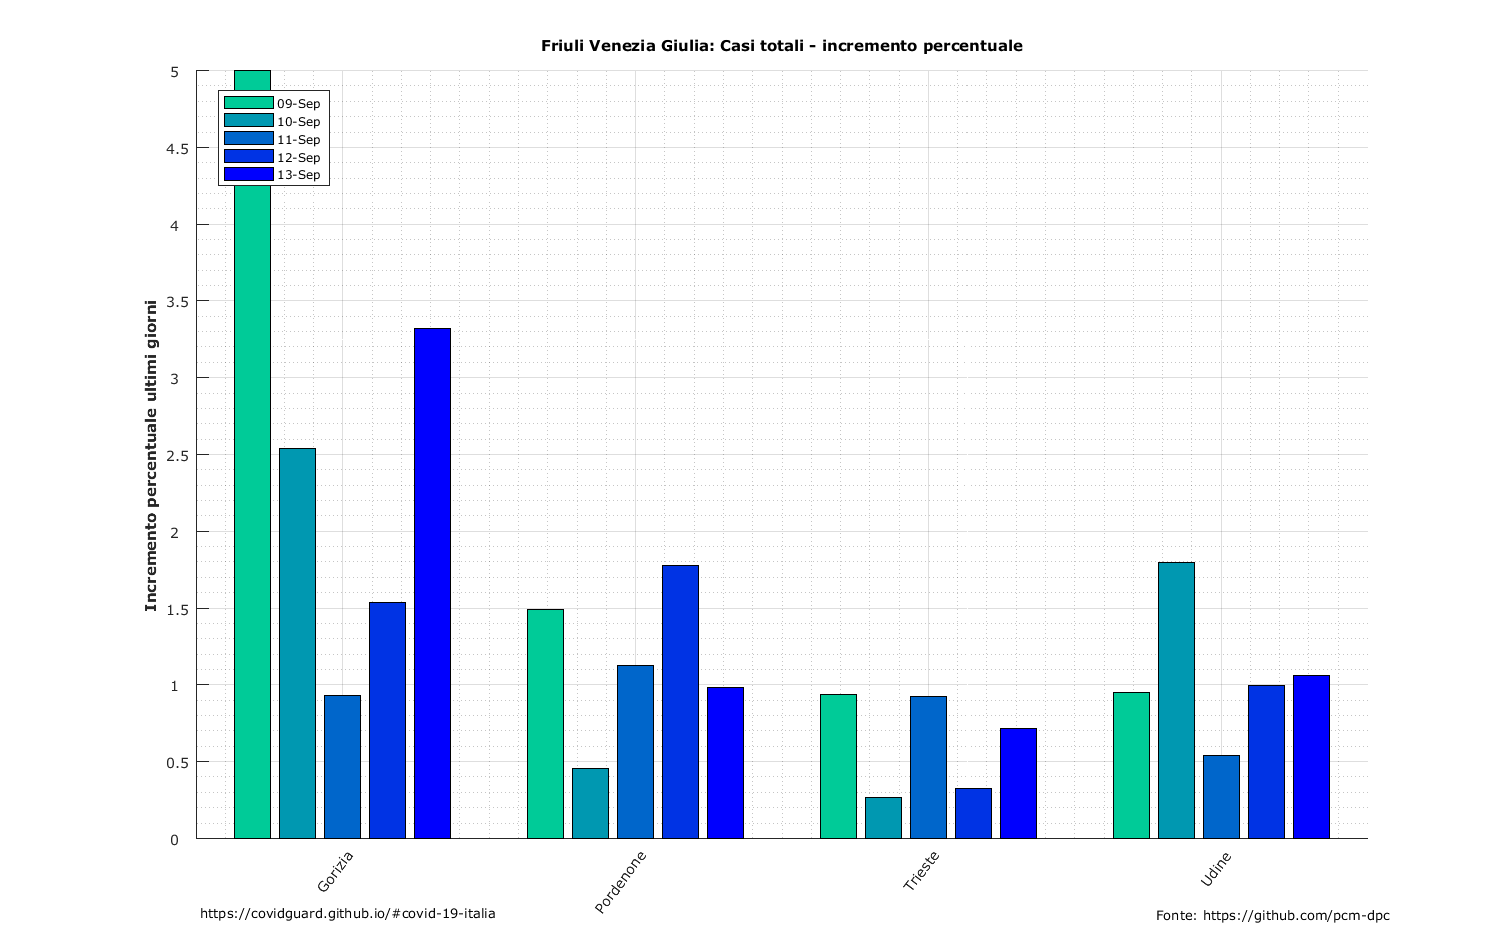 Friuli Venezia Giulia: Casi totali - incremento percentuale
5
4.5
4
3.5
3
2.5
2
1.5
1
0.5
0
Incremento percentuale ultimi giorni
09-Sep
10-Sep
11-Sep
12-Sep
13-Sep
Gorizia
Pordenone
Trieste
Udine
https://covidguard.github.io/#covid-19-italia
Fonte: https://github.com/pcm-dpc